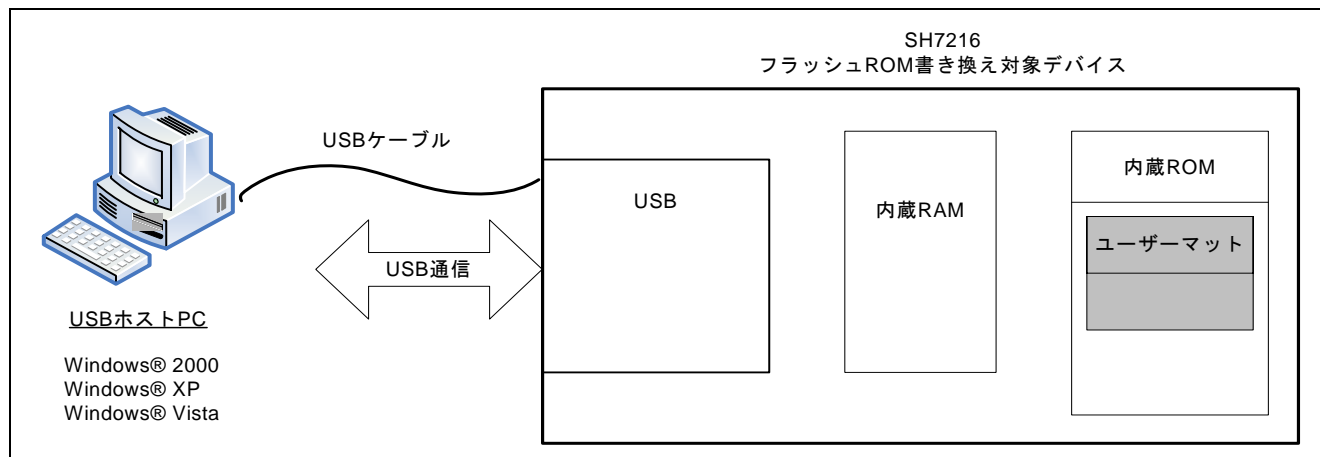 SH7216
フラッシュROM書き換え対象デバイス
USBケーブル
USB
内蔵RAM
内蔵ROM
ユーザーマット
USB通信
USBホストPC
Windows® 2000
Windows® XP
Windows® Vista